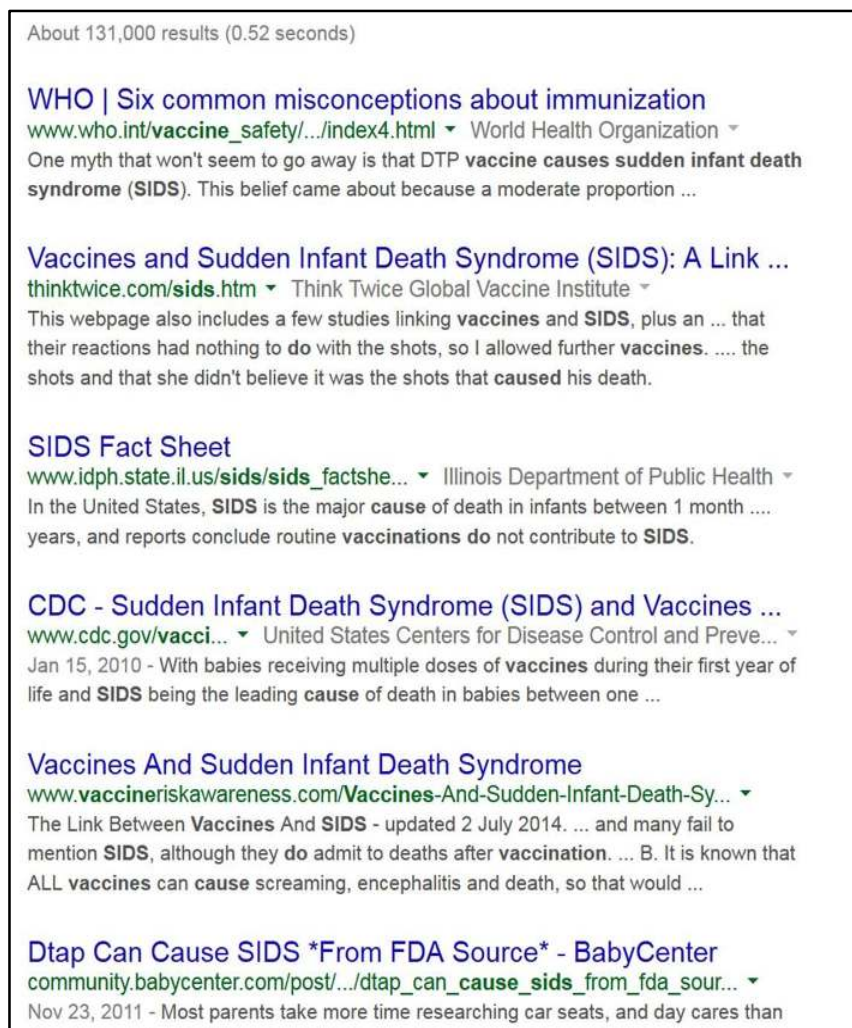 About 131,000 results (0.52 seconds)
WHO | Six common misconceptions about immunization
www.who.int/vaccine_safety/.../index4.html ▾ World Health Organization ▾
One myth that won't seem to go away is that DTP vaccine causes sudden infant death
syndrome (SIDS). This belief came about because a moderate proportion ...
Vaccines and Sudden Infant Death Syndrome (SIDS): A Link ...
thinktwice.com/sids.htm ▾ Think Twice Global Vaccine Institute ▾
This webpage also includes a few studies linking vaccines and SIDS, plus an ... that
their reactions had nothing to do with the shots, so I allowed further vaccines. .... the
shots and that she didn't believe it was the shots that caused his death.
SIDS Fact Sheet
www.idph.state.il.us/sids/sids_factshe... ▾ Illinois Department of Public Health ▾
In the United States, SIDS is the major cause of death in infants between 1 month ....
years, and reports conclude routine vaccinations do not contribute to SIDS.
CDC - Sudden Infant Death Syndrome (SIDS) and Vaccines ...
www.cdc.gov/vacci... ▾ United States Centers for Disease Control and Preve... ▾
Jan 15, 2010 - With babies receiving multiple doses of vaccines during their first year of
life and SIDS being the leading cause of death in babies between one ...
Vaccines And Sudden Infant Death Syndrome
www.vaccineriskawareness.com/Vaccines-And-Sudden-Infant-Death-Sy... ▾
The Link Between Vaccines And SIDS - updated 2 July 2014. ... and many fail to
mention SIDS, although they do admit to deaths after vaccination. ... B. It is known that
ALL vaccines can cause screaming, encephalitis and death, so that would ...
Dtap Can Cause SIDS *From FDA Source* - BabyCenter
community.babycenter.com/post/.../dtap_can_cause_sids_from_fda_sour... ▾
Nov 23, 2011 - Most parents take more time researching car seats, and day cares than